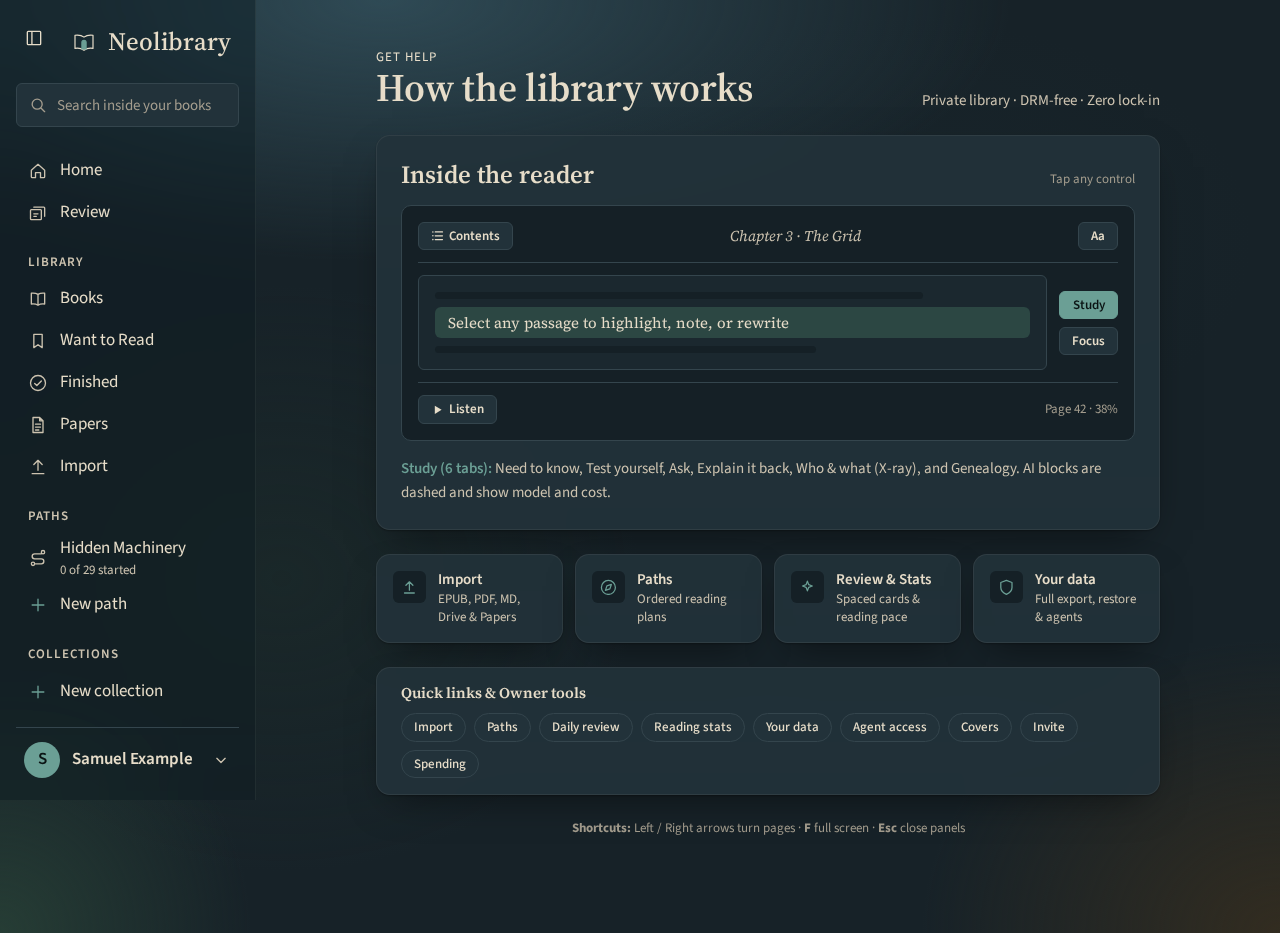 Neolibrary
Search inside your books
Home
Review
LIBRARY
Books
Want to Read
Finished
Papers
Import
PATHS
Hidden Machinery
0 of 29 started
New path
COLLECTIONS
New collection
S
Samuel Example
GET HELP
How the library works
Private library · DRM-free · Zero lock-in
Inside the reader
Tap any control
Contents
Chapter 3 · The Grid
Aa
Select any passage to highlight, note, or rewrite
Study
Focus
Listen
Page 42 · 38%
Study (6 tabs): Need to know, Test yourself, Ask, Explain it back, Who & what (X-ray), and Genealogy. AI blocks are
dashed and show model and cost.
Import
EPUB, PDF, MD,
Drive & Papers
Paths
Ordered reading
plans
Review & Stats
Spaced cards &
reading pace
Your data
Full export, restore
& agents
Quick links & Owner tools
Import
Paths
Daily review
Reading stats
Your data
Agent access
Covers
Invite
Spending
Shortcuts: Left / Right arrows turn pages · F full screen · Esc close panels